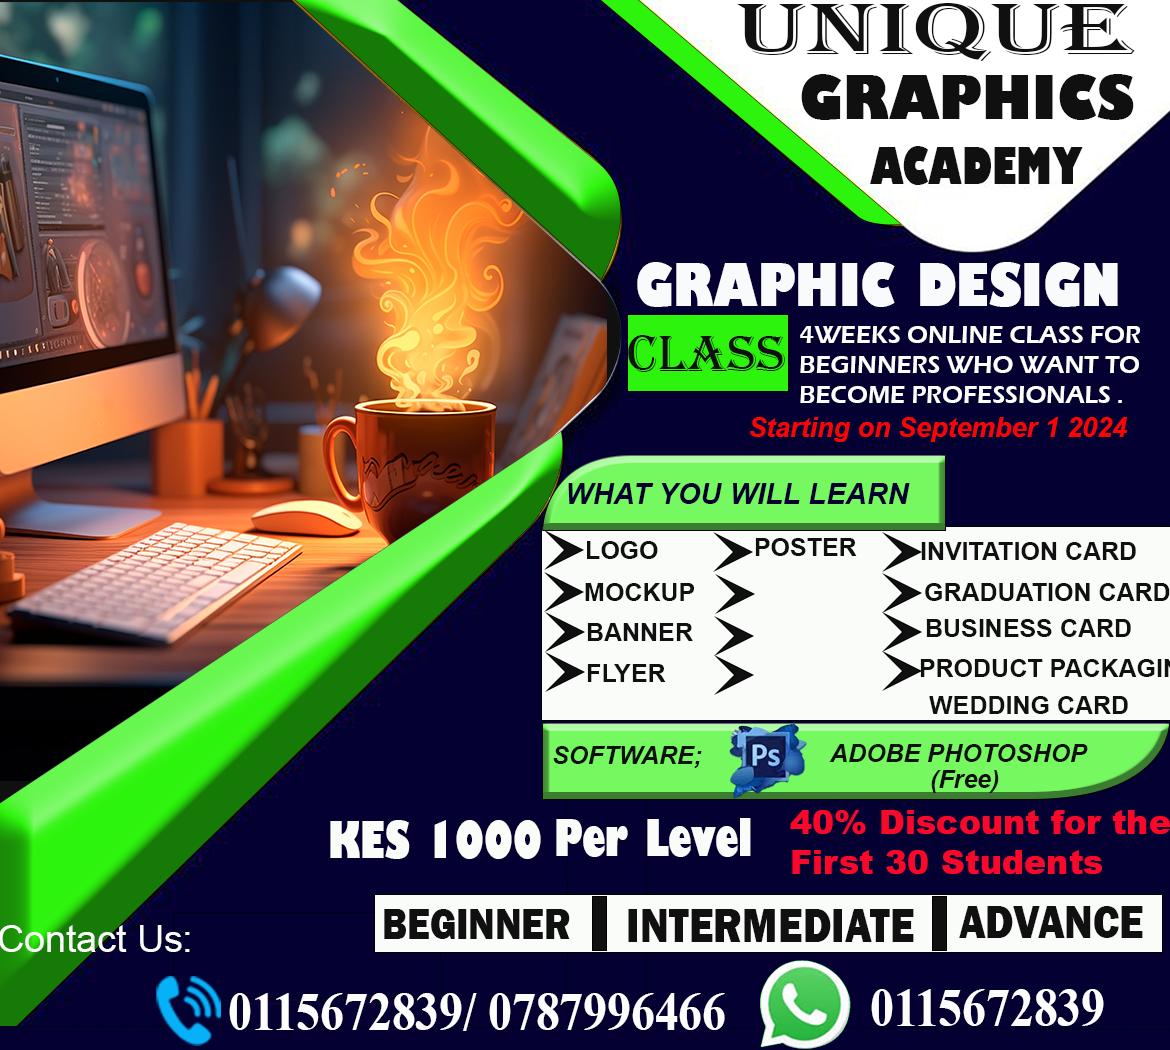 UNIQUE
GRAPHICS
ACADEMY
GRAPHIC DESIGN
CLASS
4WEEKS ONLINE CLASS FOR
BEGINNERS WHO WANT TO
BECOME PROFESSIONALS .
Starting on September 1 2024
WHAT YOU WILL LEARN
LOGO
MOCKUP
BANNER
FLYER
POSTER
INVITATION CARD
GRADUATION CARD
BUSINESS CARD
PRODUCT PACKAGIN
WEDDING CARD
SOFTWARE;
Ps
ADOBE PHOTOSHOP
(Free)
KES 1000 Per Level
40% Discount for the
First 30 Students
BEGINNER
INTERMEDIATE
ADVANCE
Contact Us:
0115672839/ 0787996466
0115672839